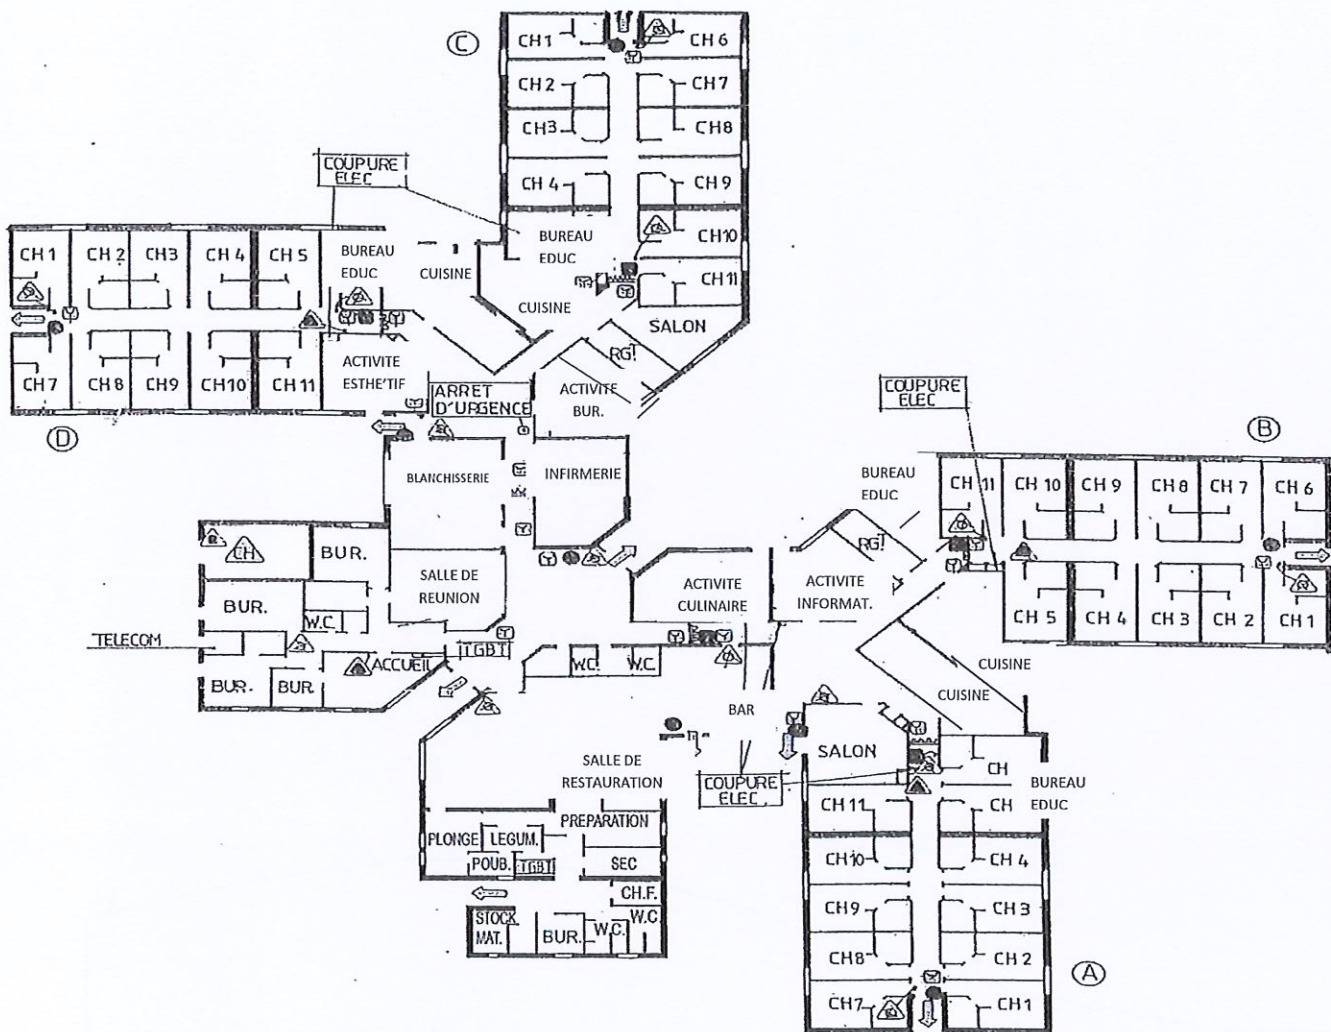 C
CH1
CH 6
CH2
CH7
CH3
CH8
CH 4
CH9
COUPURE
ELEC
BUREAU
EDUC
CH10
CH11
CUISINE
SALON
RGT
CH 1
CH 2
CH3
CH 4
CH 5
BUREAU
EDUC
CUISINE
CH7
CH8
CH9
CH10
CH 11
ACTIVITE
ESTHE'TIF
D
ARRET
D'URGENCE
ACTIVITE
BUR.
BLANCHISSERIE
INFIRMERIE
COUPURE
ELEC
B
BUREAU
EDUC
CH 11
CH 10
CH 9
CH 8
CH 7
CH 6
RGT
CH 5
CH 4
CH 3
CH 2
CH 1
CH
BUR.
SALLE DE
REUNION
BUR.
W.C.
TELECOM
ACCUEIL
TGBT
BUR.
BUR
W.C.
W.C.
ACTIVITE
CULINAIRE
ACTIVITE
INFORMAT.
CUISINE
CUISINE
BAR
SALLE DE
RESTAURATION
COUPURE
ELEC.
SALON
CH
BUREAU
EDUC
CH 11
CH
CH10
CH 4
CH9
CH 3
CH8
CH 2
CH7
CH1
A
PREPARATION
PLONGE
LEGUM.
POUB.
TGBT
SEC
CH.F.
STOCK
MAT.
BUR.
W.C.
W.C.